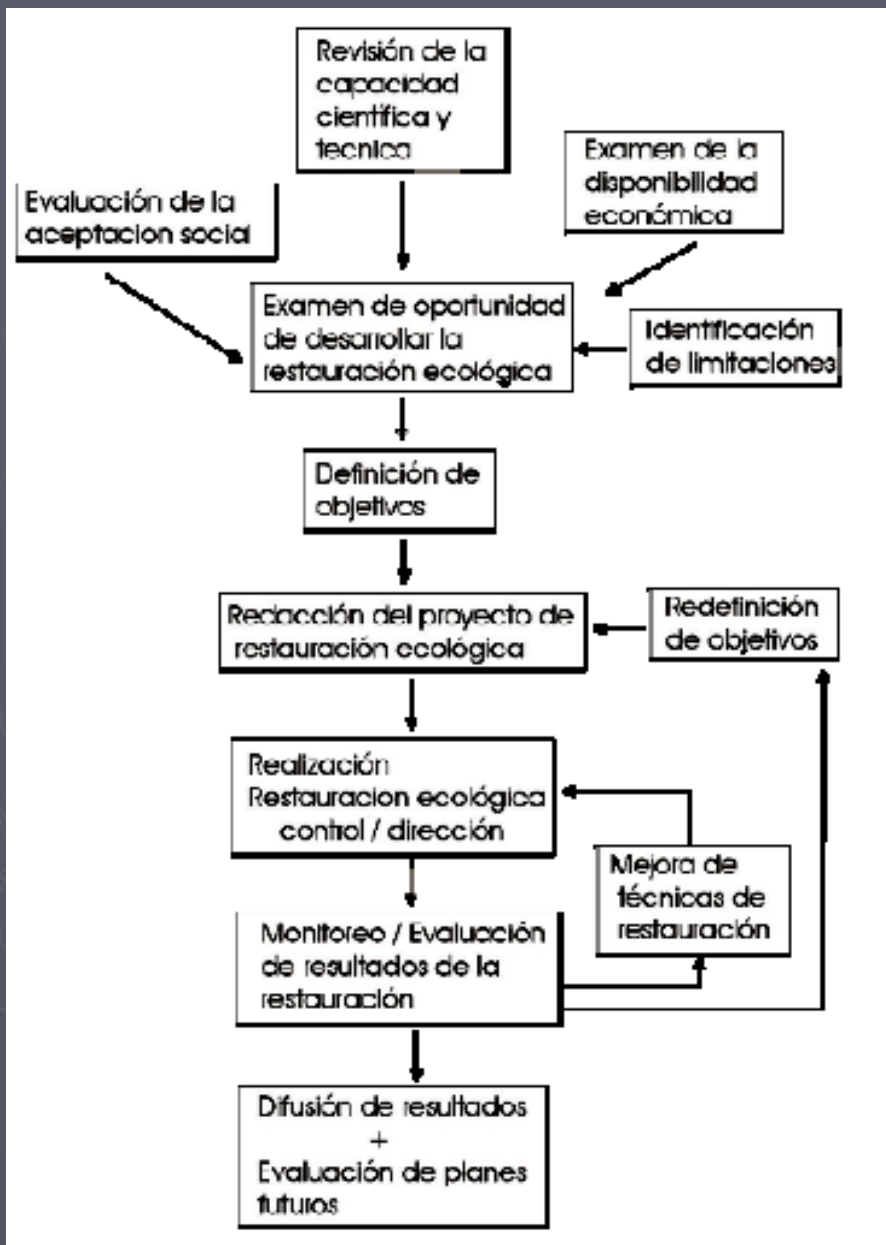 Revisión de la
capacidad
científica y
tecnica
Examen de la
disponibilidad
económica
Evaluación de la
aceptacion social
Examen de oportunidad
de desarrollar la
restauración ecológica
Identificación
de limitaciones
Definición de
objetivos
Redacción del proyecto de
restauración ecológica
Redefinición
de objetivos
Realización
Restauracion ecológica
control / dirección
Mejora de
técnicas de
restauración
Monitoreo / Evaluación
de resultados de la
restauración
Difusión de resultados
+
Evaluación de planes
futuros